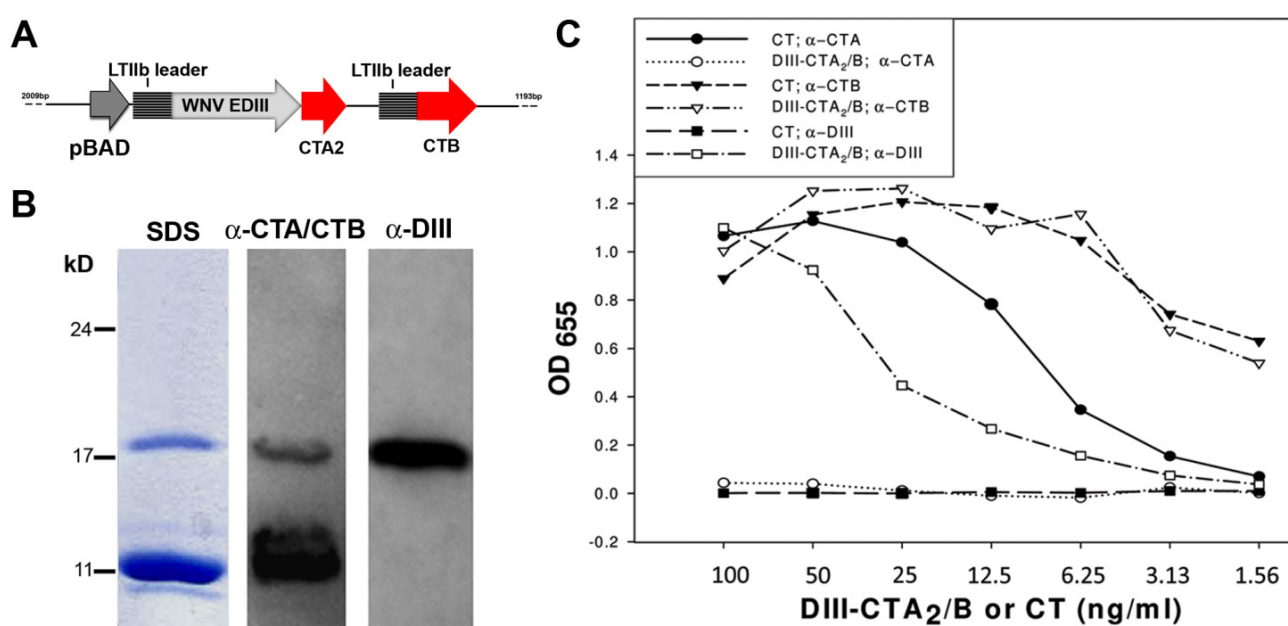 A
LTIIb leader
LTIIb leader
2009bp
WNV EDIII
1193bp
pBAD
CTA2
CTB
B
SDS
α-CTA/CTB
α-DIII
kD
24
17
11
C
CT; α-CTA
DIII-CTA₂/B; α-CTA
CT; α-CTB
DIII-CTA₂/B; α-CTB
CT; α-DIII
DIII-CTA₂/B; α-DIII
1.4
1.2
1.0
0.8
0.6
0.4
0.2
0.0
-0.2
OD₆₅₅
100 50 25 12.5 6.25 3.13 1.56
DIII-CTA₂/B or CT (ng/ml)